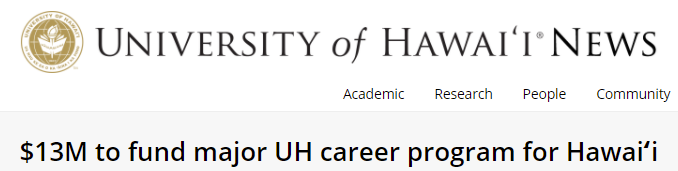 UNIVERSITY of HAWAIʻI® NEWS
Academic Research People Community
$13M to fund major UH career program for Hawaiʻi